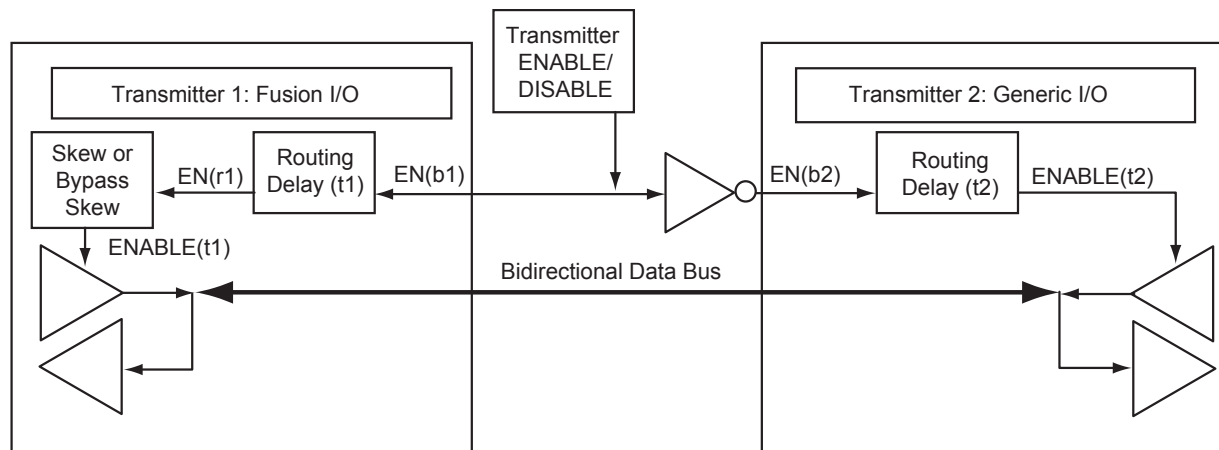 Transmitter
ENABLE/
DISABLE
Transmitter 1: Fusion I/O
Transmitter 2: Generic I/O
Skew or
Bypass
Skew
EN(r1)
Routing
Delay (t1)
EN(b1)
EN(b2)
Routing
Delay (t2)
ENABLE(t2)
ENABLE(t1)
Bidirectional Data Bus